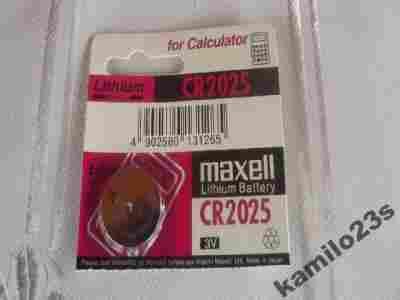 for Calculator
Lithium
CR2025
4 902580 131265
maxell
Lithium Battery
CR2025
3V
kamilo23s